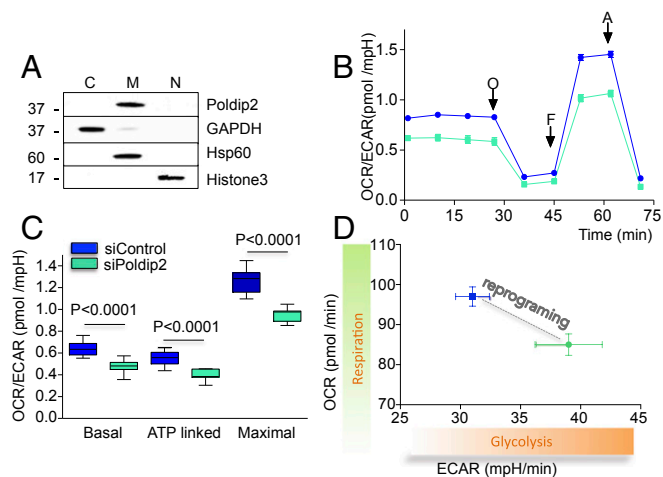 A
C M N
37 - Poldip2
37 - GAPDH
60 - Hsp60
17 - Histone3
B
OCR/ECAR(pmol /mpH)
1.5
1.0
0.5
0.0
O
F
A
0 15 30 45 60 75
Time (min)
C
siControl
siPoldip2
OCR/ECAR (pmol /mpH)
1.4
1.2
1.0
0.8
0.6
0.4
0.2
0.0
P<0.0001
P<0.0001
P<0.0001
Basal ATP linked Maximal
D
Respiration
OCR (pmol /min)
110
100
90
80
70
reprograming
25 30 35 40 45
Glycolysis
ECAR (mpH/min)